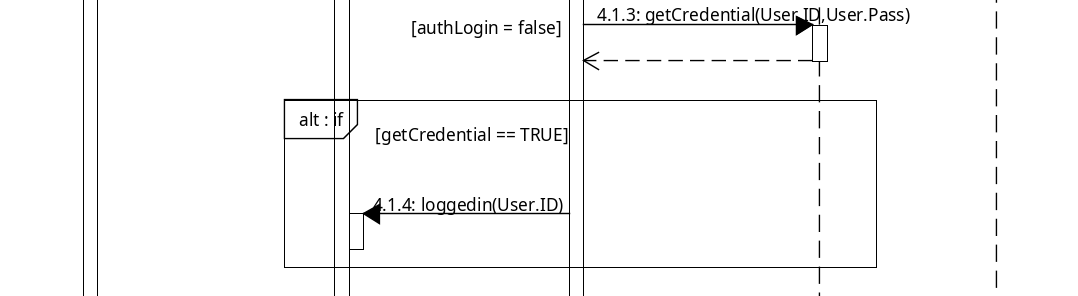 4.1.3: getCredential(User.ID,User.Pass)
[authLogin = false]
alt : if
[getCredential == TRUE]
4.1.4: loggedin(User.ID)